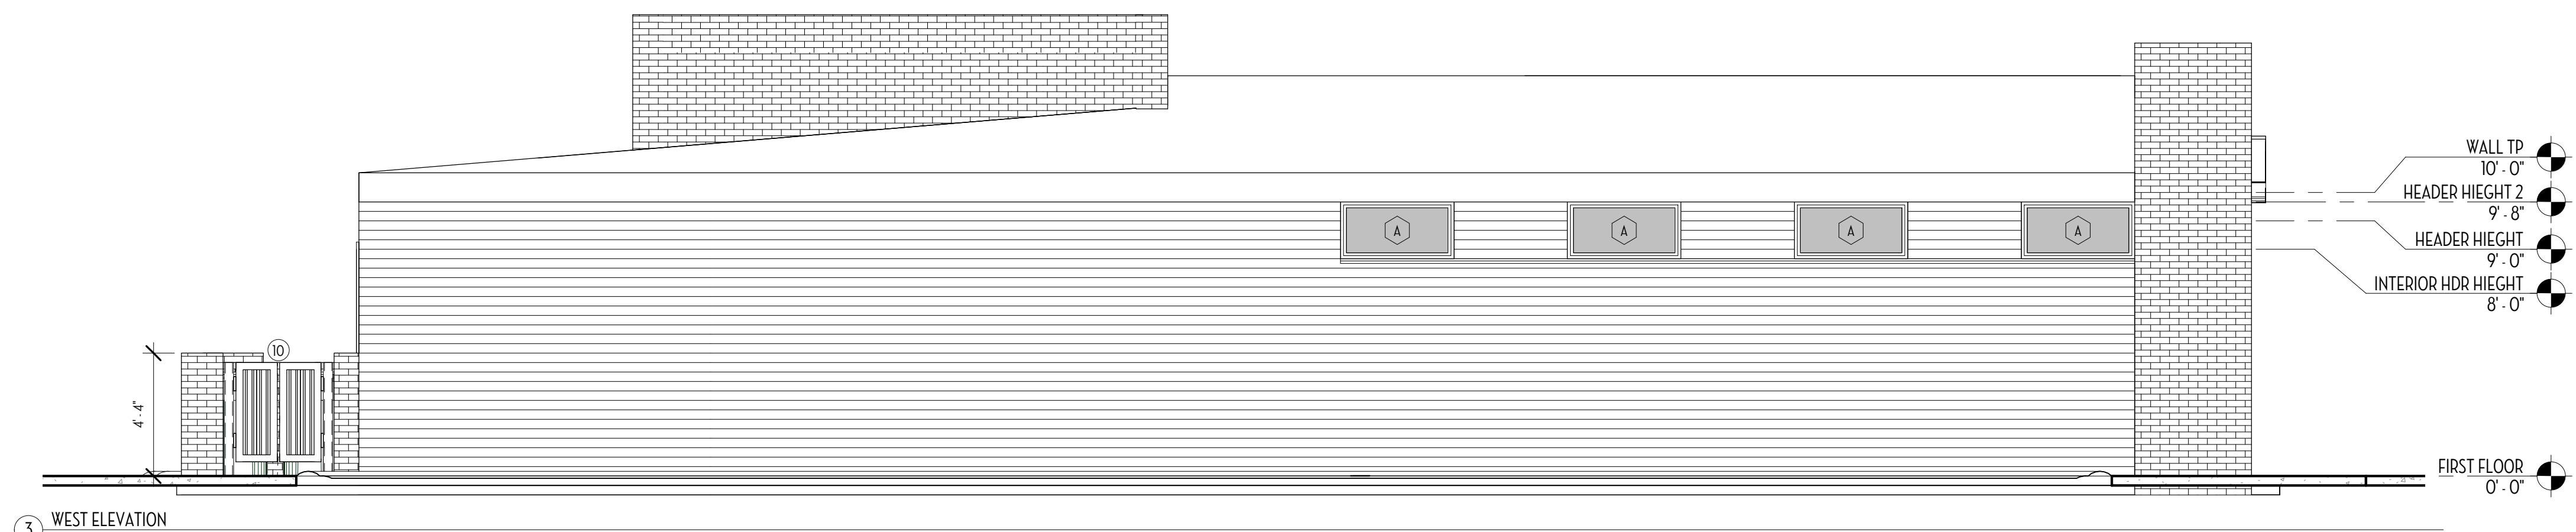 WALL TP
10' - 0"
HEADER HIEGHT 2
9' - 8"
HEADER HIEGHT
9' - 0"
INTERIOR HDR HIEGHT
8' - 0"
A A A A
10
4' - 4"
FIRST FLOOR
0' - 0"
3 WEST ELEVATION